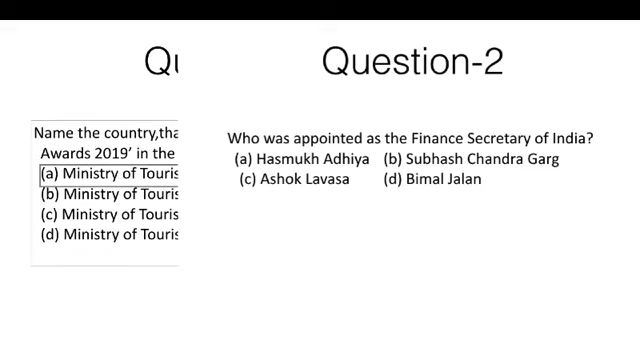 Qu
Name the country,tha
Awards 2019’ in the
(a) Ministry of Touris
(b) Ministry of Touris
(c) Ministry of Touris
(d) Ministry of Touris
Question-2
Who was appointed as the Finance Secretary of India?
(a) Hasmukh Adhiya (b) Subhash Chandra Garg
(c) Ashok Lavasa (d) Bimal Jalan